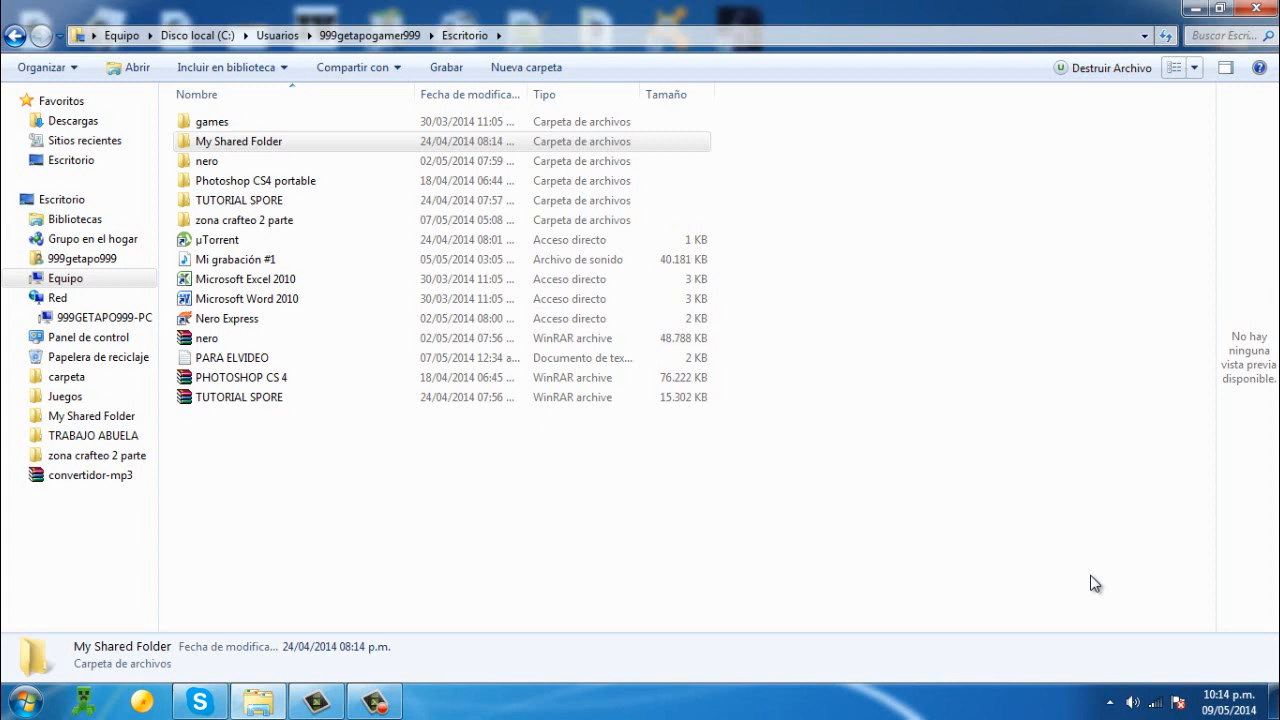 Equipo Disco local (C:) Usuarios 999getapogamer999 Escritorio Buscar Escri...
Organizar Abrir Incluir en biblioteca Compartir con Grabar Nueva carpeta Destruir Archivo
Nombre Fecha de modifica... Tipo Tamaño
Favoritos
Descargas
Sitios recientes
Escritorio
Escritorio
Bibliotecas
Grupo en el hogar
999getapo999
Equipo
Red
999GETAPO999-PC
Panel de control
Papelera de reciclaje
carpeta
Juegos
My Shared Folder
TRABAJO ABUELA
zona crafteo 2 parte
convertidor-mp3
games 30/03/2014 11:05 ... Carpeta de archivos
My Shared Folder 24/04/2014 08:14 ... Carpeta de archivos
nero 02/05/2014 07:59 ... Carpeta de archivos
Photoshop CS4 portable 18/04/2014 06:44 ... Carpeta de archivos
TUTORIAL SPORE 24/04/2014 07:57 ... Carpeta de archivos
zona crafteo 2 parte 07/05/2014 05:08 ... Carpeta de archivos
µTorrent 24/04/2014 08:01 ... Acceso directo 1 KB
Mi grabación #1 05/05/2014 03:05 ... Archivo de sonido 40.181 KB
Microsoft Excel 2010 30/03/2014 11:05 ... Acceso directo 3 KB
Microsoft Word 2010 30/03/2014 11:05 ... Acceso directo 3 KB
Nero Express 02/05/2014 08:00 ... Acceso directo 2 KB
nero 02/05/2014 07:56 ... WinRAR archive 48.788 KB
PARA ELVIDEO 07/05/2014 12:34 a... Documento de tex... 2 KB
PHOTOSHOP CS 4 18/04/2014 06:45 ... WinRAR archive 76.222 KB
TUTORIAL SPORE 24/04/2014 07:56 ... WinRAR archive 15.302 KB
No hay
ninguna
vista previa
disponible.
My Shared Folder Fecha de modifica... 24/04/2014 08:14 p.m.
Carpeta de archivos
10:14 p.m.
09/05/2014